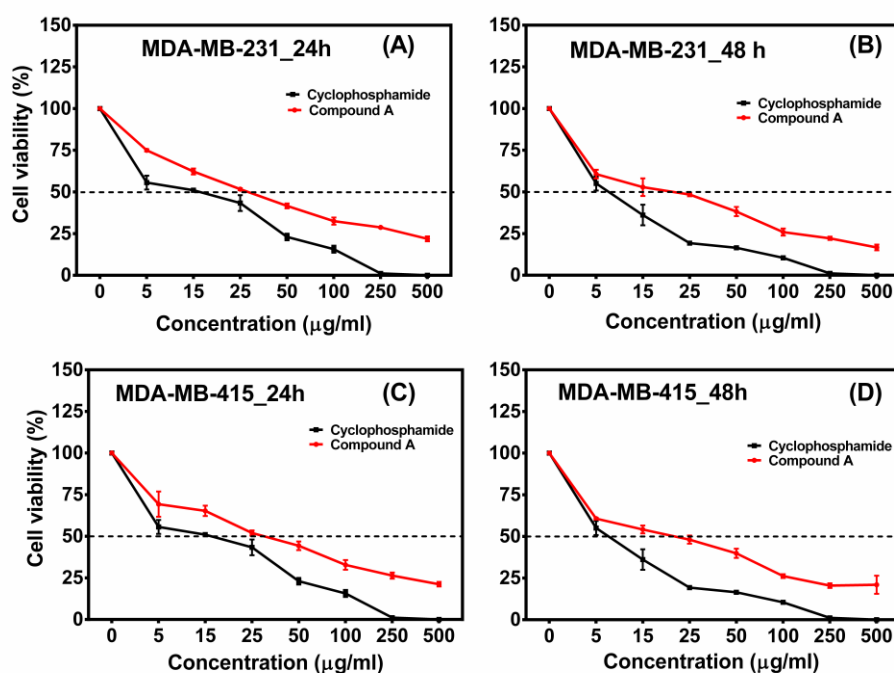 MDA-MB-231_24h (A)
Cyclophosphamide
Compound A
150
125
100
75
50
25
0
Cell viability (%)
0 5 15 25 50 100 250 500
Concentration (μg/ml)
MDA-MB-231_48 h (B)
Cyclophosphamide
Compound A
150
125
100
75
50
25
0
0 5 15 25 50 100 250 500
Concentration (μg/ml)
MDA-MB-415_24h (C)
Cyclophosphamide
Compound A
150
125
100
75
50
25
0
Cell viability (%)
0 5 15 25 50 100 250 500
Concentration (μg/ml)
MDA-MB-415_48h (D)
Cyclophosphamide
Compound A
150
125
100
75
50
25
0
0 5 15 25 50 100 250 500
Concentration (μg/ml)